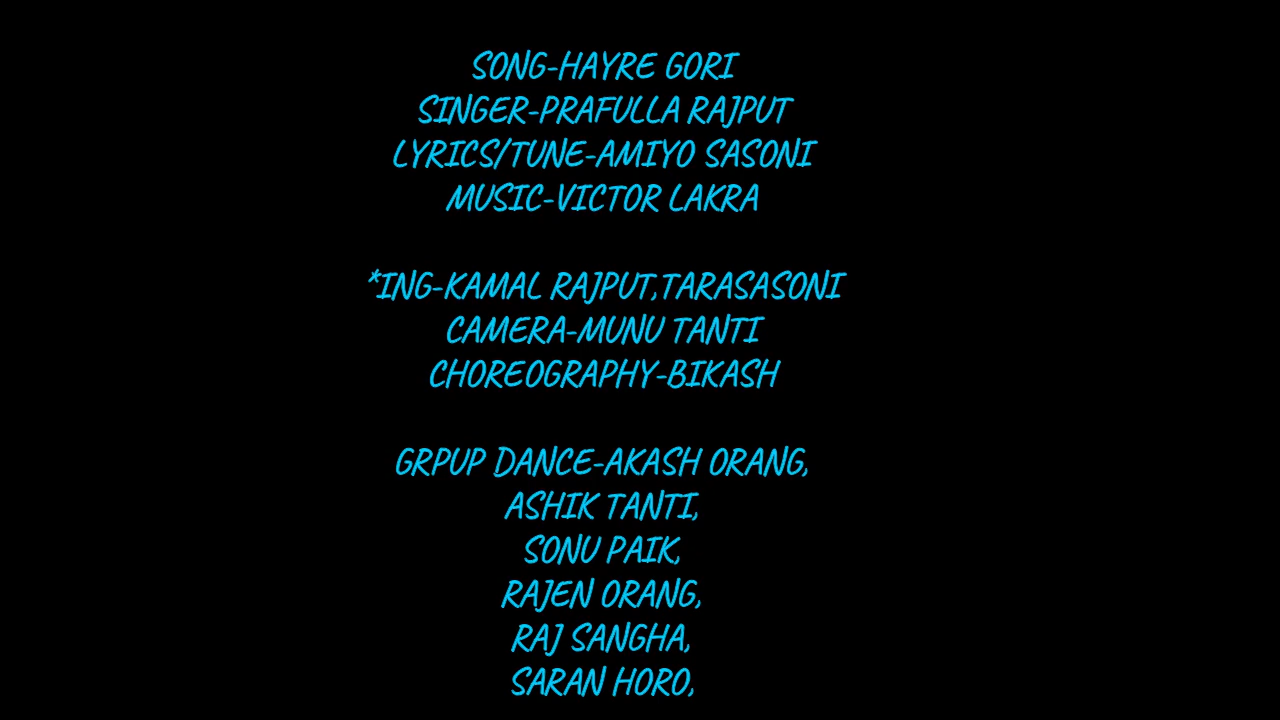 SONG-HAYRE GORI
SINGER-PRAFULLA RAJPUT
LYRICS/TUNE-AMIYO SASONI
MUSIC-VICTOR LAKRA
*ING-KAMAL RAJPUT,TARASASONI
CAMERA-MUNU TANTI
CHOREOGRAPHY-BIKASH
GRPUP DANCE-AKASH ORANG,
ASHIK TANTI,
SONU PAIK,
RAJEN ORANG,
RAJ SANGHA,
SARAN HORO,